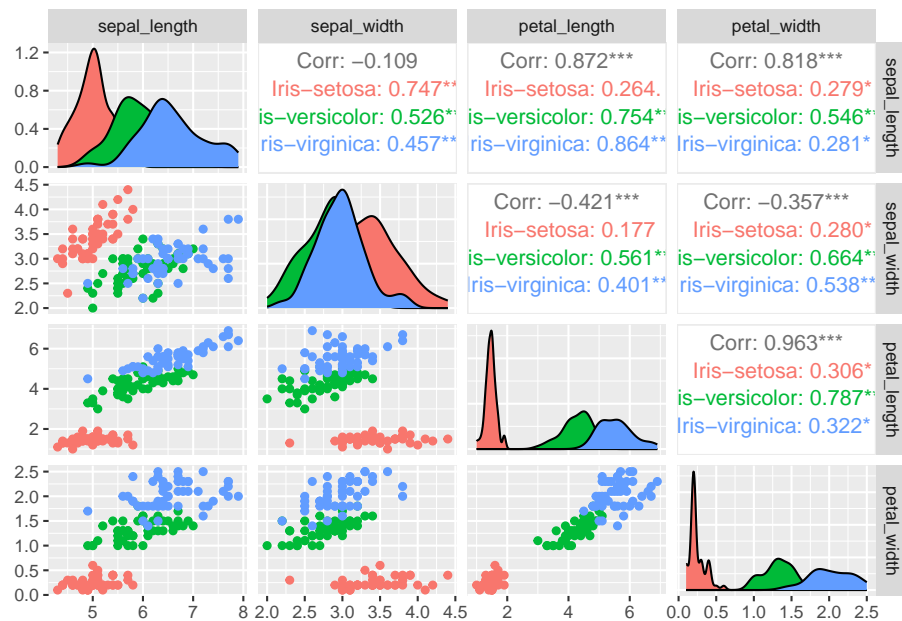 sepal_length sepal_width petal_length petal_width
1.2
0.8
0.4
0.0
Corr: −0.109
Iris−setosa: 0.747**
is−versicolor: 0.526**
ris−virginica: 0.457**
Corr: 0.872***
Iris−setosa: 0.264.
is−versicolor: 0.754**
ris−virginica: 0.864**
Corr: 0.818***
Iris−setosa: 0.279*
is−versicolor: 0.546**
ris−virginica: 0.281*
sepal_length
4.5
4.0
3.5
3.0
2.5
2.0
Corr: −0.421***
Iris−setosa: 0.177
is−versicolor: 0.561**
Iris−virginica: 0.401**
Corr: −0.357***
Iris−setosa: 0.280*
is−versicolor: 0.664**
ris−virginica: 0.538**
sepal_width
6
4
2
Corr: 0.963***
Iris−setosa: 0.306*
is−versicolor: 0.787**
Iris−virginica: 0.322*
petal_length
2.5
2.0
1.5
1.0
0.5
0.0
petal_width
5 6 7 8
2.0 2.5 3.0 3.5 4.0 4.5
2 4 6
0.0 0.5 1.0 1.5 2.0 2.5